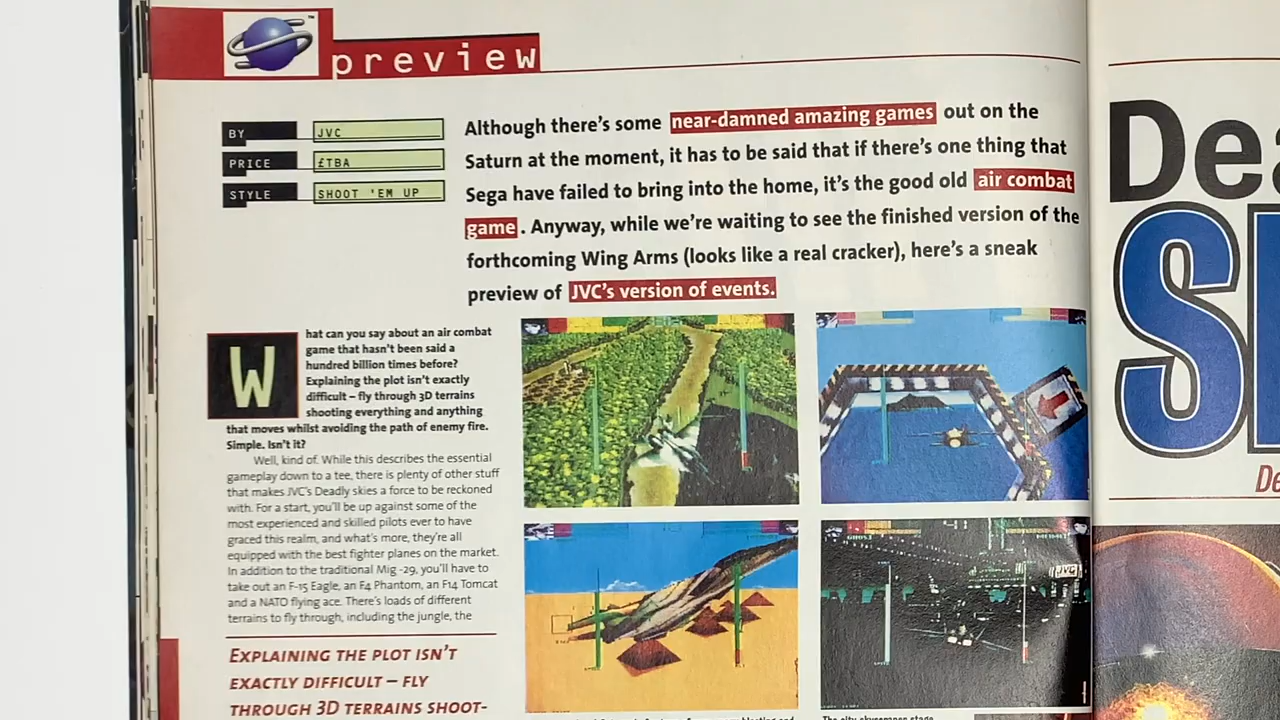 ™
preview
BY JVC
PRICE £TBA
STYLE SHOOT 'EM UP
Although there's some near-damned amazing games out on the
Saturn at the moment, it has to be said that if there's one thing that
Sega have failed to bring into the home, it's the good old air combat
game. Anyway, while we're waiting to see the finished version of the
forthcoming Wing Arms (looks like a real cracker), here's a sneak
preview of JVC's version of events.
What can you say about an air combat
game that hasn't been said a
hundred billion times before?
Explaining the plot isn't exactly
difficult – fly through 3D terrains
shooting everything and anything
that moves whilst avoiding the path of enemy fire.
Simple. Isn't it?
Well, kind of. While this describes the essential
gameplay down to a tee, there is plenty of other stuff
that makes JVC's Deadly skies a force to be reckoned
with. For a start, you'll be up against some of the
most experienced and skilled pilots ever to have
graced this realm, and what's more, they're all
equipped with the best fighter planes on the market.
In addition to the traditional Mig -29, you'll have to
take out an F-15 Eagle, an F4 Phantom, an F14 Tomcat
and a NATO flying ace. There's loads of different
terrains to fly through, including the jungle, the
EXPLAINING THE PLOT ISN'T
EXACTLY DIFFICULT – FLY
THROUGH 3D TERRAINS SHOOT-
JVC
The city skyscrapers stage
Dea
S
De